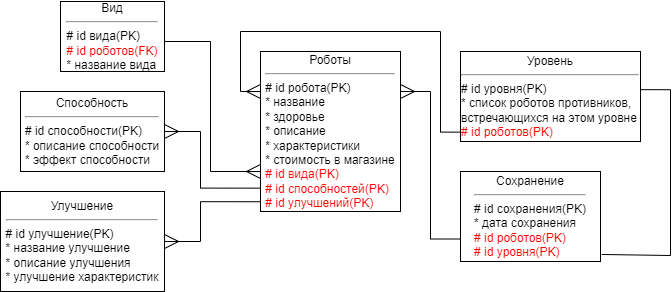 Вид
# id вида(PK)
# id роботов(FK)
* название вида
Способность
# id способности(PK)
* описание способности
* эффект способности
Улучшение
# id улучшение(PK)
* название улучшение
* описание улучшения
* улучшение характеристик
Роботы
# id робота(PK)
* название
* здоровье
* описание
* характеристики
* стоимость в магазине
# id вида(PK)
# id способностей(PK)
# id улучшений(PK)
Уровень
# id уровня(PK)
* список роботов противников,
встречающихся на этом уровне
# id роботов(PK)
Сохранение
# id сохранения(PK)
* дата сохранения
# id роботов(PK)
# id уровня(PK)